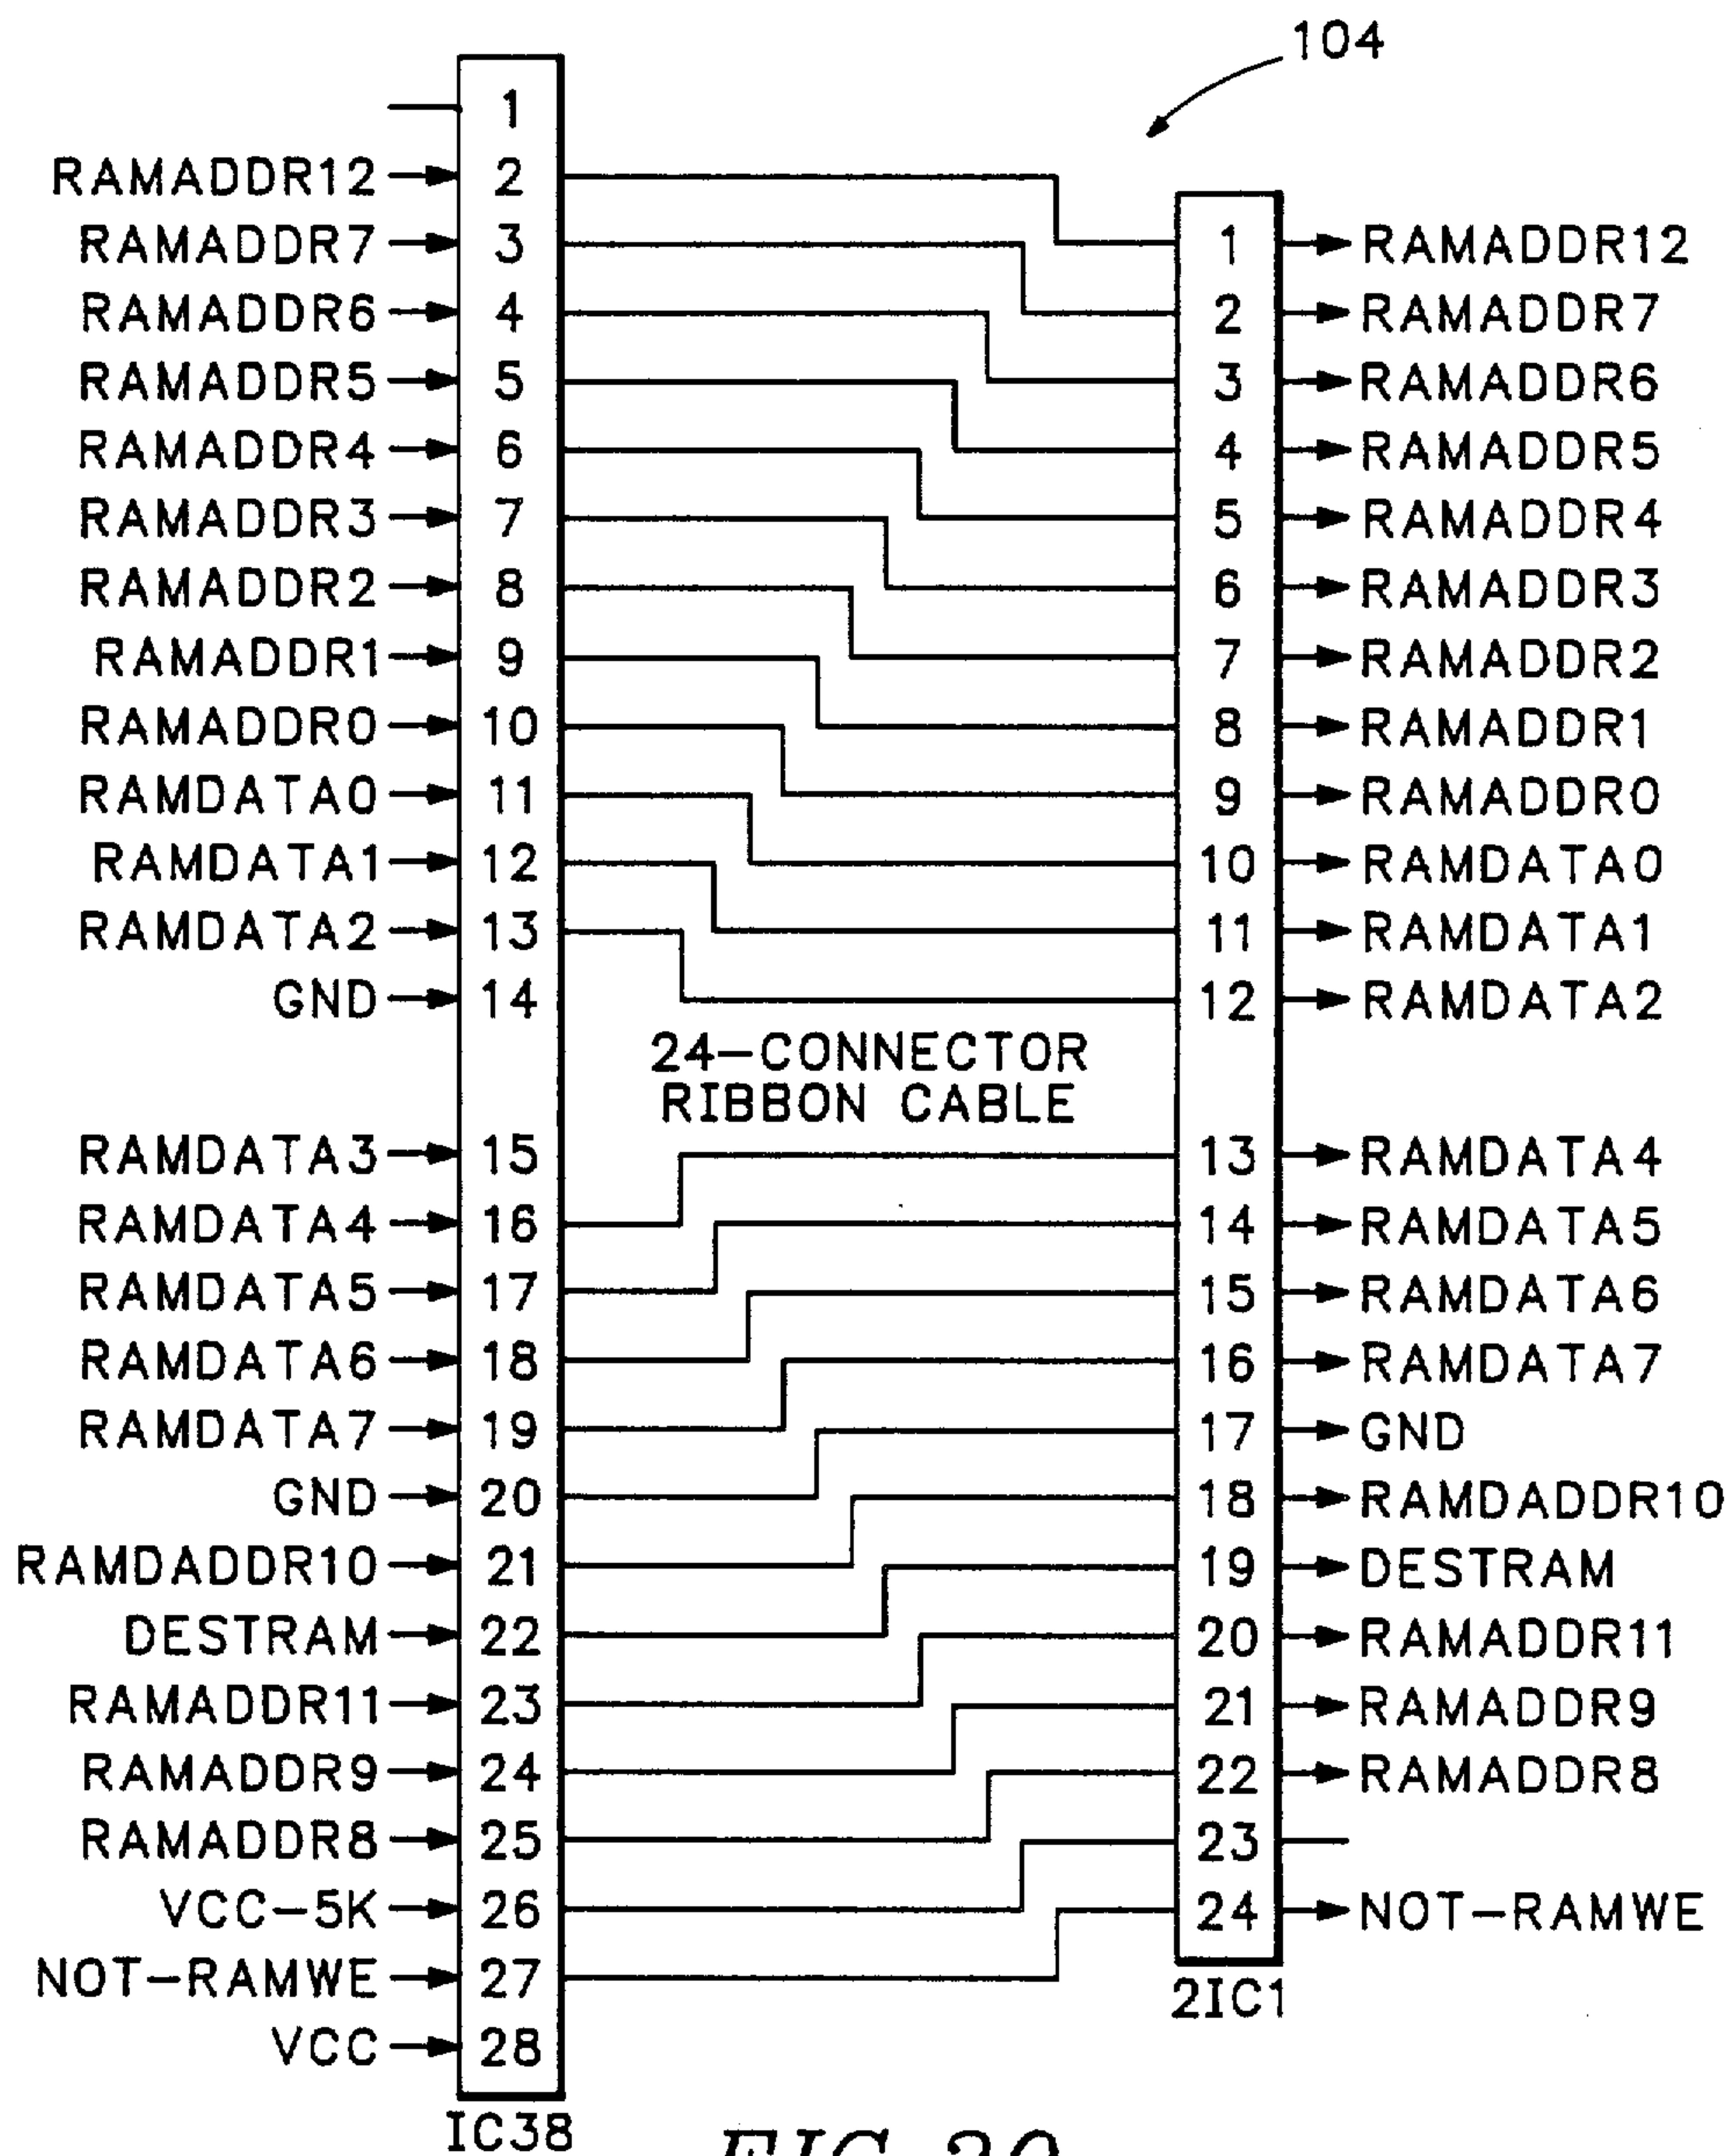 104
1
RAMADDR12 2
RAMADDR7 3 1 RAMADDR12
RAMADDR6 4 2 RAMADDR7
RAMADDR5 5 3 RAMADDR6
RAMADDR4 6 4 RAMADDR5
RAMADDR3 7 5 RAMADDR4
RAMADDR2 8 6 RAMADDR3
RAMADDR1 9 7 RAMADDR2
RAMADDR0 10 8 RAMADDR1
RAMDATA0 11 9 RAMADDR0
RAMDATA1 12 10 RAMDATA0
RAMDATA2 13 11 RAMDATA1
GND 14 12 RAMDATA2
24-CONNECTOR
RIBBON CABLE
RAMDATA3 15 13 RAMDATA4
RAMDATA4 16 14 RAMDATA5
RAMDATA5 17 15 RAMDATA6
RAMDATA6 18 16 RAMDATA7
RAMDATA7 19 17 GND
GND 20 18 RAMDADDR10
RAMDADDR10 21 19 DESTRAM
DESTRAM 22 20 RAMADDR11
RAMADDR11 23 21 RAMADDR9
RAMADDR9 24 22 RAMADDR8
RAMADDR8 25 23
VCC-5K 26 24 NOT-RAMWE
NOT-RAMWE 27 2IC1
VCC 28
IC38